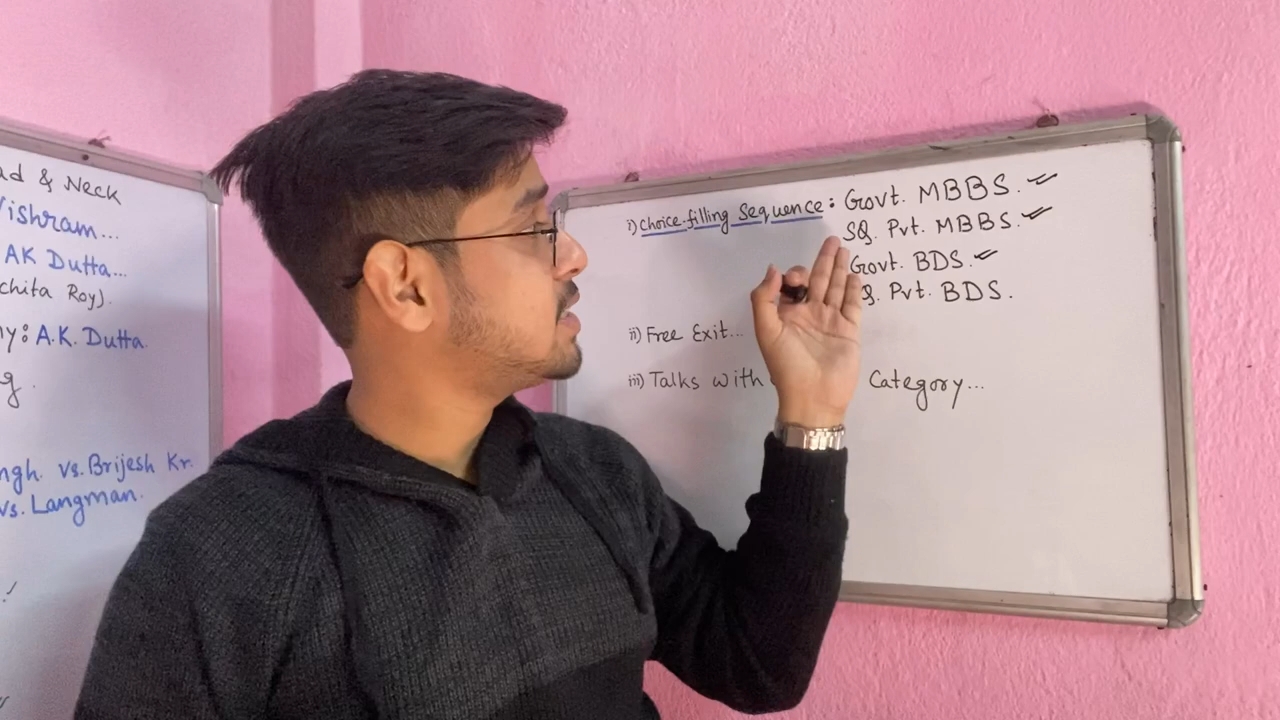 ad & Neck
Vishram...
AK Dutta...
chita Roy).
ny: A.K. Dutta.
g.
ngh. vs. Brijesh Kr.
vs. Langman.
i) Choice-filling Sequence: Govt. MBBS.
SQ. Pvt. MBBS.
Govt. BDS.
Q. Pvt. BDS.
ii) Free Exit...
iii) Talks with Category...